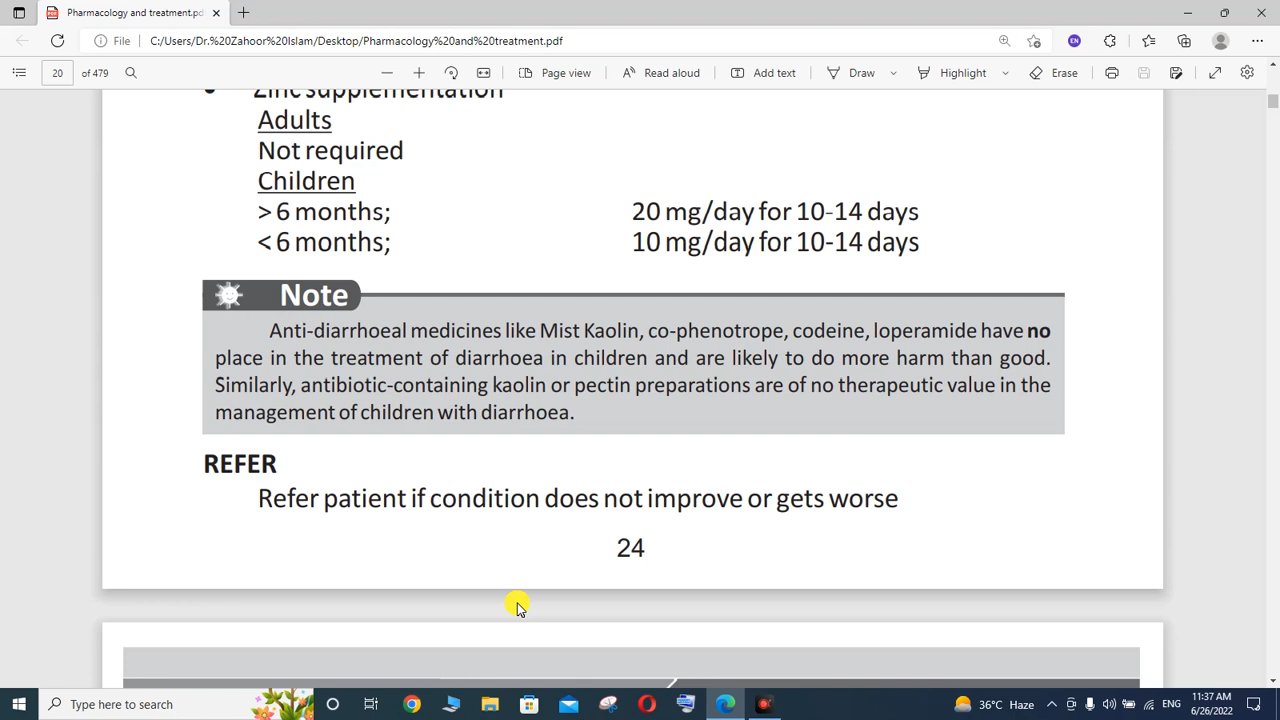 Pharmacology and treatment.pd
File C:/Users/Dr.%20Zahoor%20Islam/Desktop/Pharmacology%20and%20treatment.pdf EN
20 of 479 Page view Read aloud Add text Draw Highlight Erase
• Zinc supplementation
Adults
Not required
Children
> 6 months; 20 mg/day for 10-14 days
< 6 months; 10 mg/day for 10-14 days
Note
Anti-diarrhoeal medicines like Mist Kaolin, co-phenotrope, codeine, loperamide have no
place in the treatment of diarrhoea in children and are likely to do more harm than good.
Similarly, antibiotic-containing kaolin or pectin preparations are of no therapeutic value in the
management of children with diarrhoea.
REFER
Refer patient if condition does not improve or gets worse
24
Type here to search
36°C Haze
ENG
11:37 AM
6/26/2022